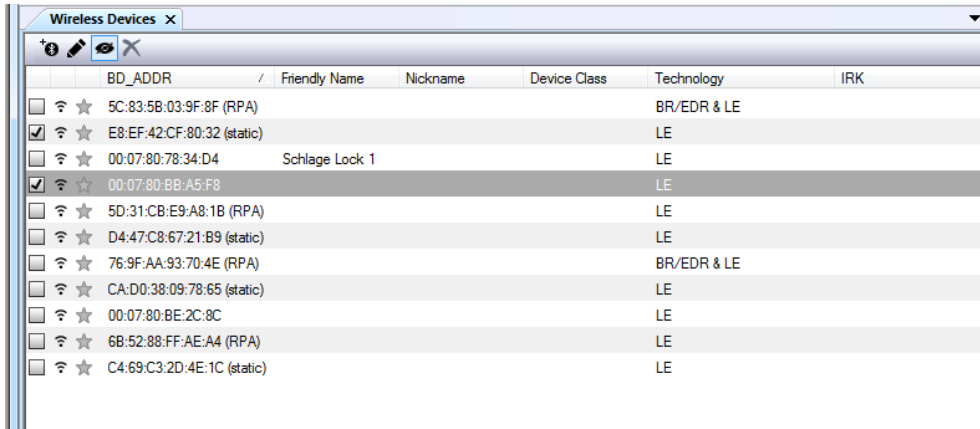 Wireless Devices X
BD_ADDR / Friendly Name Nickname Device Class Technology IRK
5C:83:5B:03:9F:8F (RPA) BR/EDR & LE
E8:EF:42:CF:80:32 (static) LE
00:07:80:78:34:D4 Schlage Lock 1 LE
00:07:80:BB:A5:F8 LE
5D:31:CB:E9:A8:1B (RPA) LE
D4:47:C8:67:21:B9 (static) LE
76:9F:AA:93:70:4E (RPA) BR/EDR & LE
CA:D0:38:09:78:65 (static) LE
00:07:80:BE:2C:8C LE
6B:52:88:FF:AE:A4 (RPA) LE
C4:69:C3:2D:4E:1C (static) LE